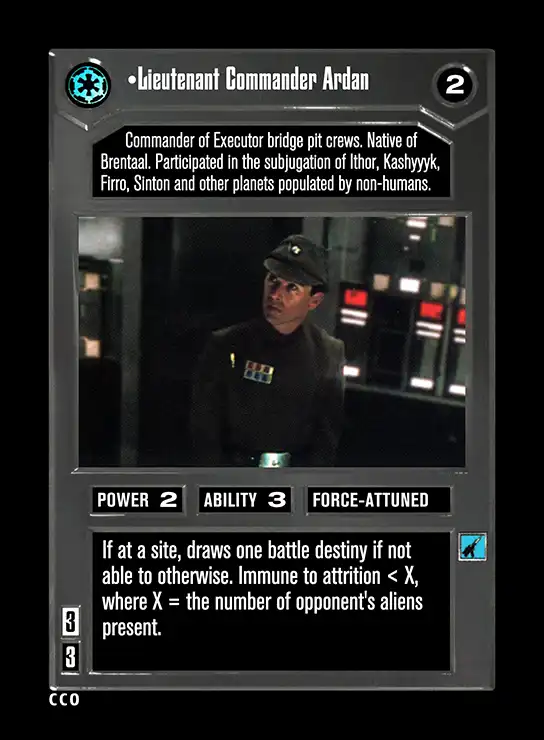 •Lieutenant Commander Ardan
2
Commander of Executor bridge pit crews. Native of
Brentaal. Participated in the subjugation of Ithor, Kashyyyk,
Firro, Sinton and other planets populated by non-humans.
POWER 2 ABILITY 3 FORCE-ATTUNED
If at a site, draws one battle destiny if not
able to otherwise. Immune to attrition < X,
where X = the number of opponent's aliens
present.
3
3
CCO